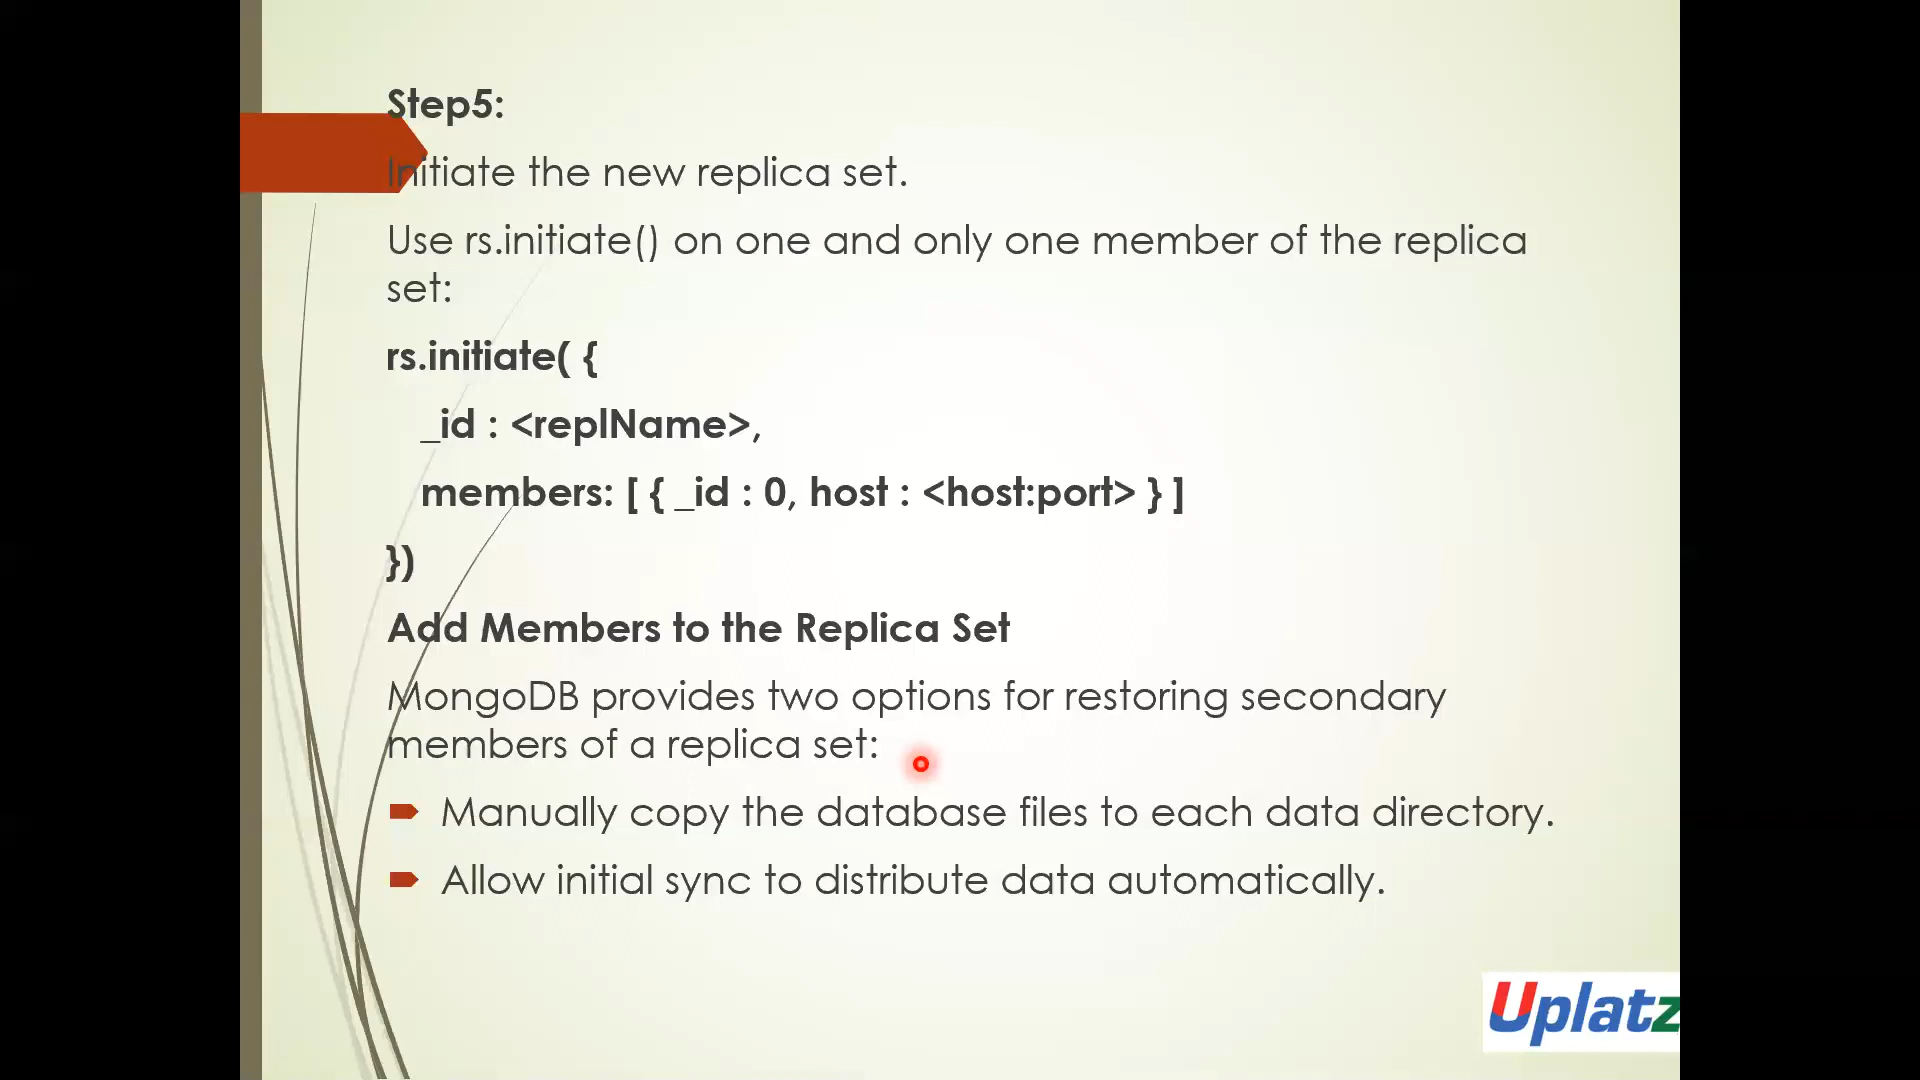 Step5:
Initiate the new replica set.
Use rs.initiate() on one and only one member of the replica
set:
rs.initiate( {
_id : <replName>,
members: [ { _id : 0, host : <host:port> } ]
})
Add Members to the Replica Set
MongoDB provides two options for restoring secondary
members of a replica set:
Manually copy the database files to each data directory.
Allow initial sync to distribute data automatically.
Uplatz